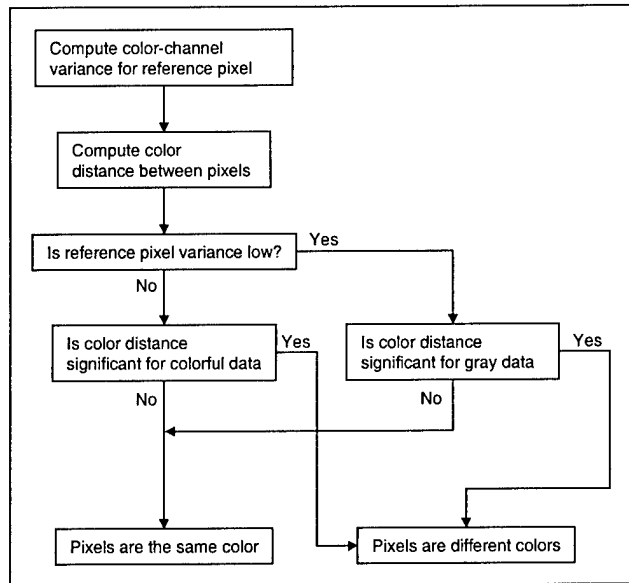 Compute color-channel
variance for reference pixel
Compute color
distance between pixels
Is reference pixel variance low?
Yes
No
Is color distance
significant for colorful data
Yes
Is color distance
significant for gray data
Yes
No
No
Pixels are the same color
Pixels are different colors